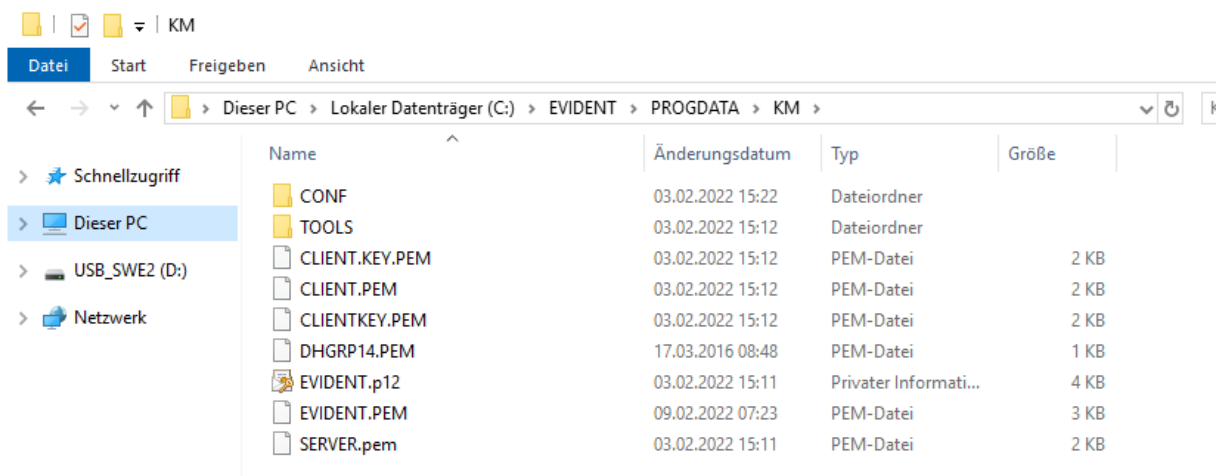 KM
Datei Start Freigeben Ansicht
Dieser PC > Lokaler Datenträger (C:) > EVIDENT > PROGDATA > KM >
Name Änderungsdatum Typ Größe
Schnellzugriff
Dieser PC
USB_SWE2 (D:)
Netzwerk
CONF 03.02.2022 15:22 Dateiordner
TOOLS 03.02.2022 15:12 Dateiordner
CLIENT.KEY.PEM 03.02.2022 15:12 PEM-Datei 2 KB
CLIENT.PEM 03.02.2022 15:12 PEM-Datei 2 KB
CLIENTKEY.PEM 03.02.2022 15:12 PEM-Datei 2 KB
DHGRP14.PEM 17.03.2016 08:48 PEM-Datei 1 KB
EVIDENT.p12 03.02.2022 15:11 Privater Informati... 4 KB
EVIDENT.PEM 09.02.2022 07:23 PEM-Datei 3 KB
SERVER.pem 03.02.2022 15:11 PEM-Datei 2 KB